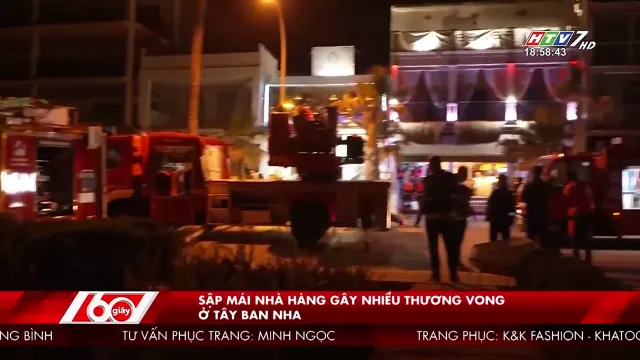 HTV7 HD
18:58:43
60 giây
SẬP MÁI NHÀ HÀNG GÂY NHIỀU THƯƠNG VONG
Ở TÂY BAN NHA
NG BÌNH TƯ VẤN PHỤC TRANG: MINH NGỌC TRANG PHỤC: K&K FASHION - KHATOC